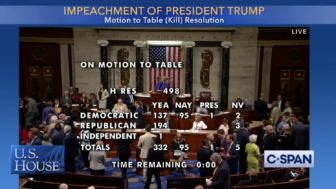 IMPEACHMENT OF PRESIDENT TRUMP
Motion to Table (Kill) Resolution
LIVE
ON MOTION TO TABLE
H RES 498
YEA NAY PRES NV
DEMOCRATIC 137 95 1 2
REPUBLICAN 194 3
INDEPENDENT 1
TOTALS 332 95 1 5
TIME REMAINING 0:00
U.S. HOUSE
C-SPAN